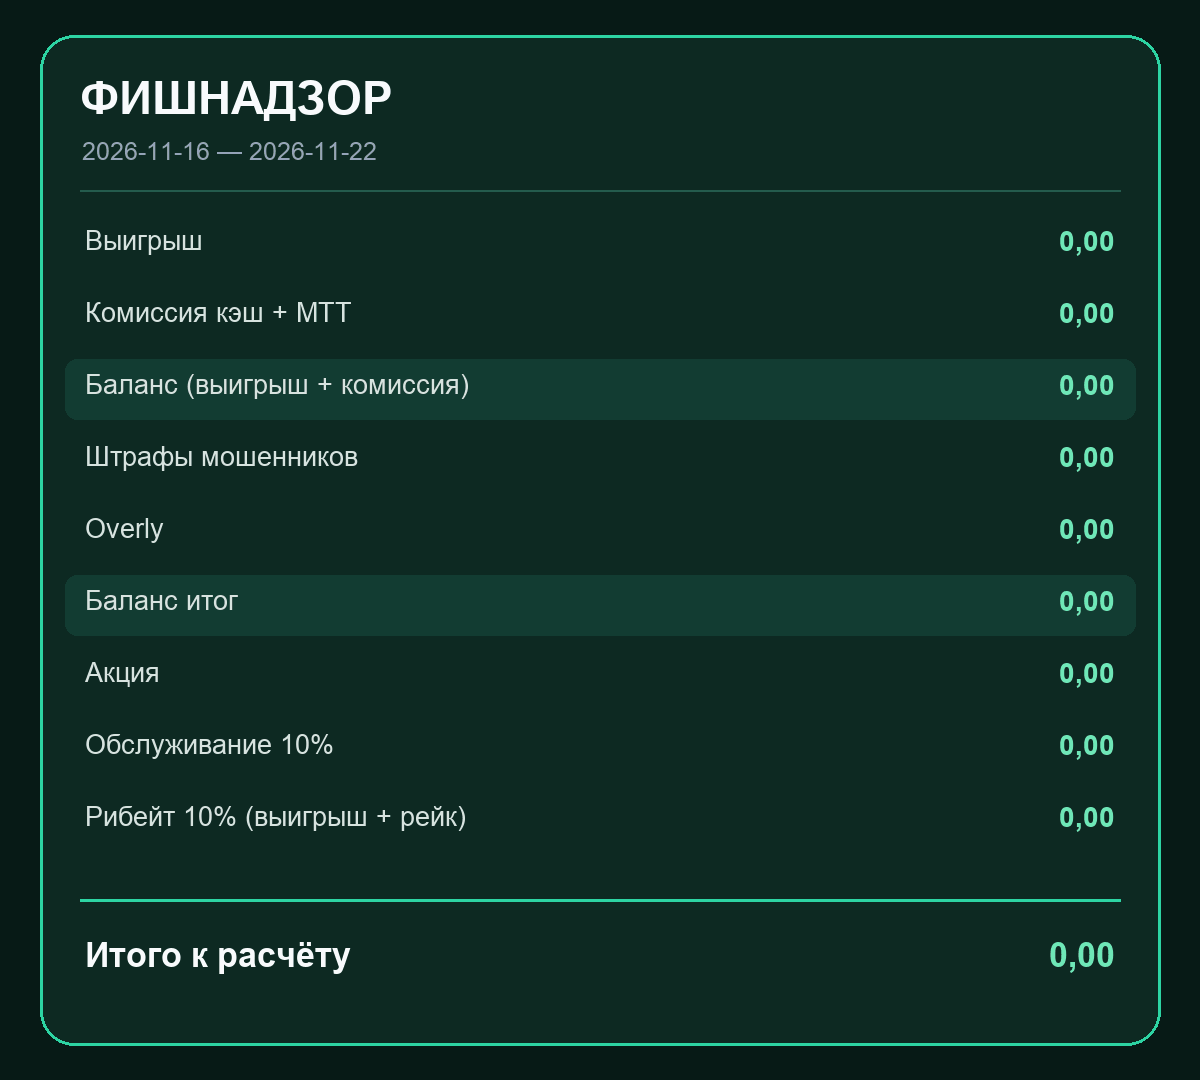 ФИШНАДЗОР
2026-11-16 — 2026-11-22
Выигрыш 0,00
Комиссия кэш + МТТ 0,00
Баланс (выигрыш + комиссия) 0,00
Штрафы мошенников 0,00
Overly 0,00
Баланс итог 0,00
Акция 0,00
Обслуживание 10% 0,00
Рибейт 10% (выигрыш + рейк) 0,00
Итого к расчёту 0,00